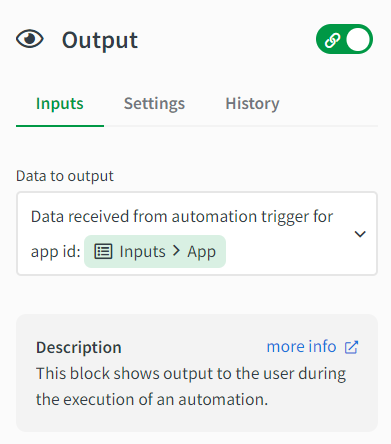 Output
Inputs Settings History
Data to output
Data received from automation trigger for
app id: Inputs > App
Description more info
This block shows output to the user during
the execution of an automation.